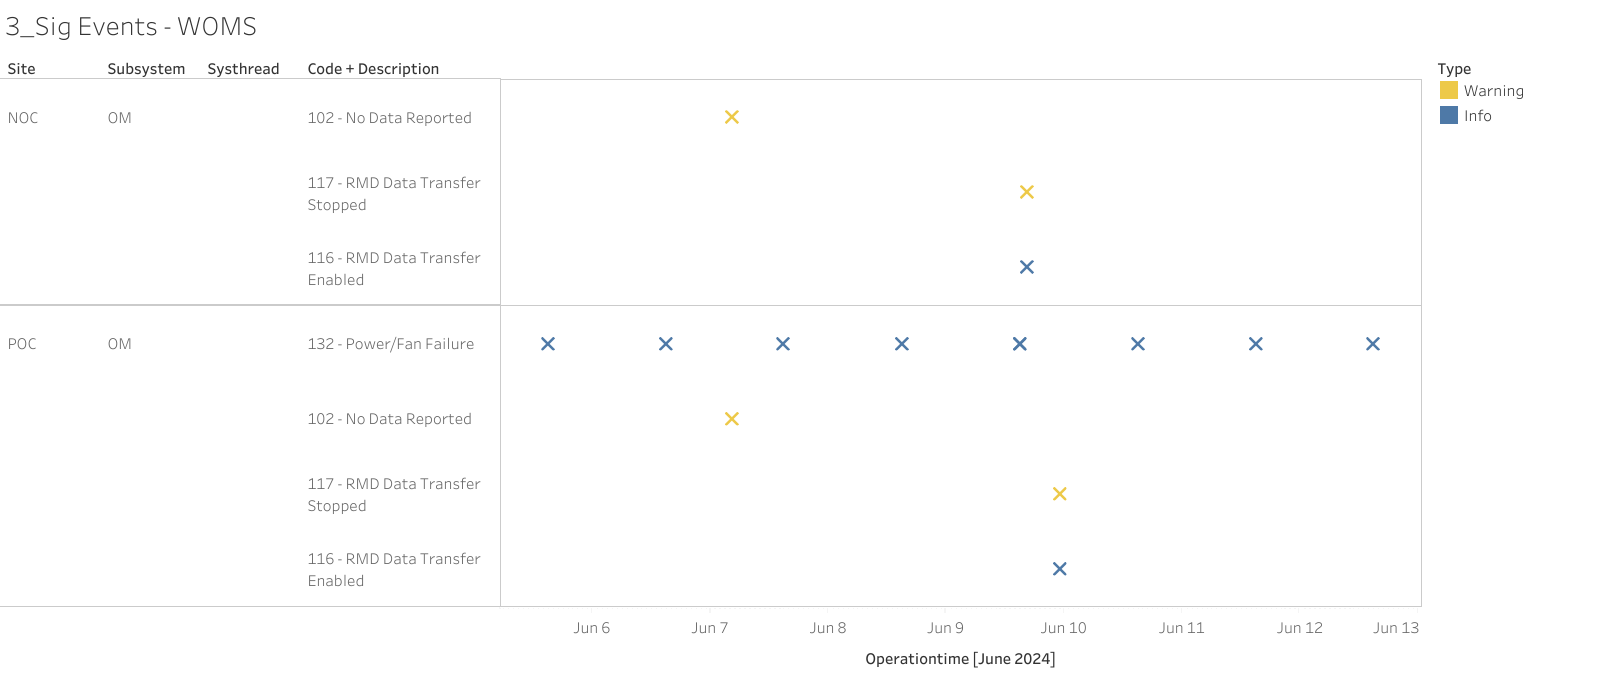 3_Sig Events - WOMS
Site Subsystem Systhread Code + Description
Type
Warning
Info
NOC OM 102 - No Data Reported
117 - RMD Data Transfer
Stopped
116 - RMD Data Transfer
Enabled
POC OM 132 - Power/Fan Failure
102 - No Data Reported
117 - RMD Data Transfer
Stopped
116 - RMD Data Transfer
Enabled
Jun 6 Jun 7 Jun 8 Jun 9 Jun 10 Jun 11 Jun 12 Jun 13
Operationtime [June 2024]